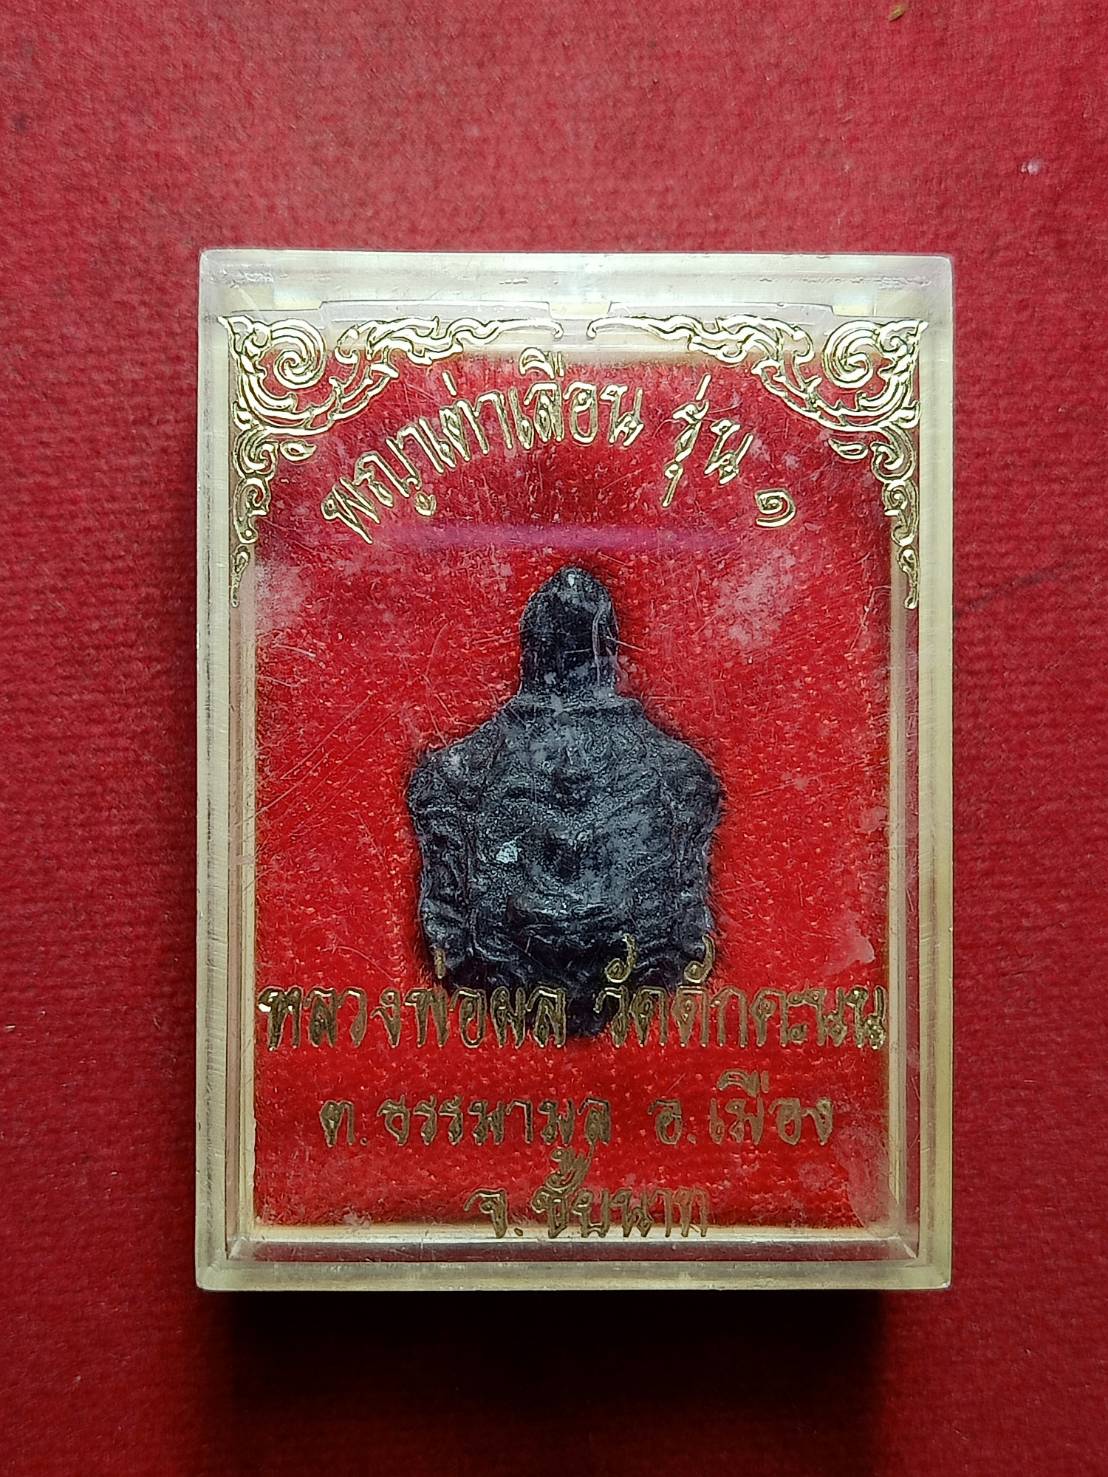 พญาเต่าเลือน รุ่น ๑
หลวงพ่อผล วัดดักคะนน
ต.ธรรมามูล อ.เมือง
จ.ชัยนาท